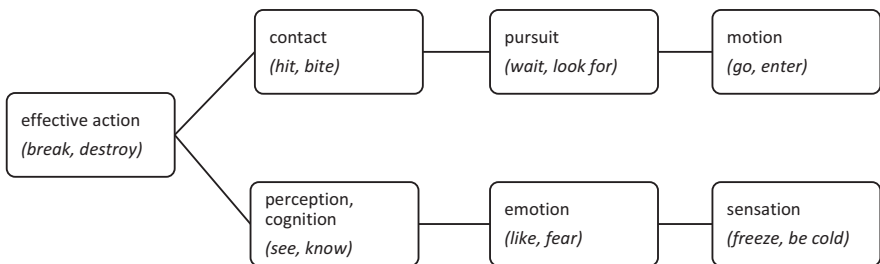 contact
(hit, bite)
pursuit
(wait, look for)
motion
(go, enter)
effective action
(break, destroy)
perception,
cognition
(see, know)
emotion
(like, fear)
sensation
(freeze, be cold)